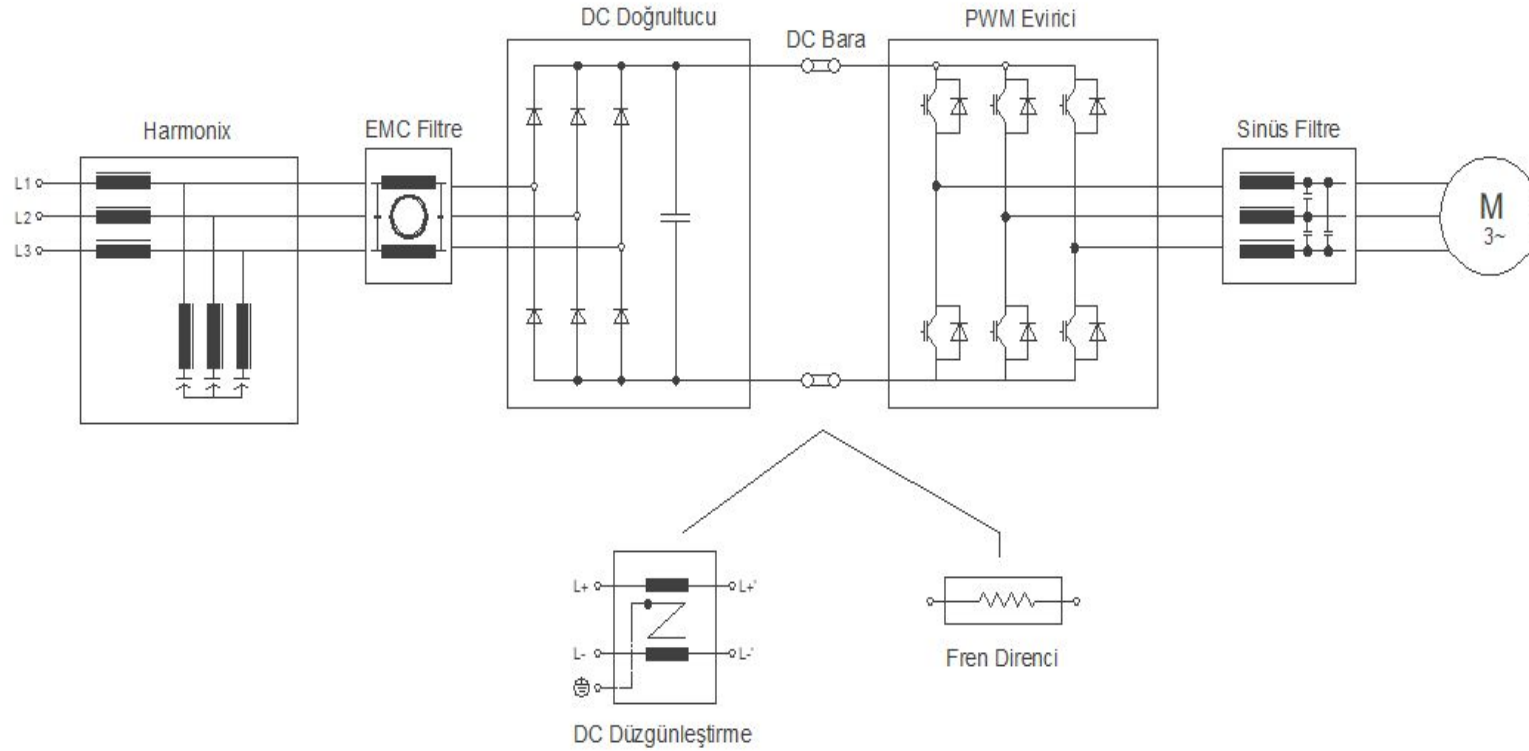 DC Doğrultucu
PWM Evirici
DC Bara
Harmonix
EMC Filtre
Sinüs Filtre
L1
L2
L3
M
3~
L+
L+'
L-
L-'
Fren Direnci
DC Düzgünleştirme